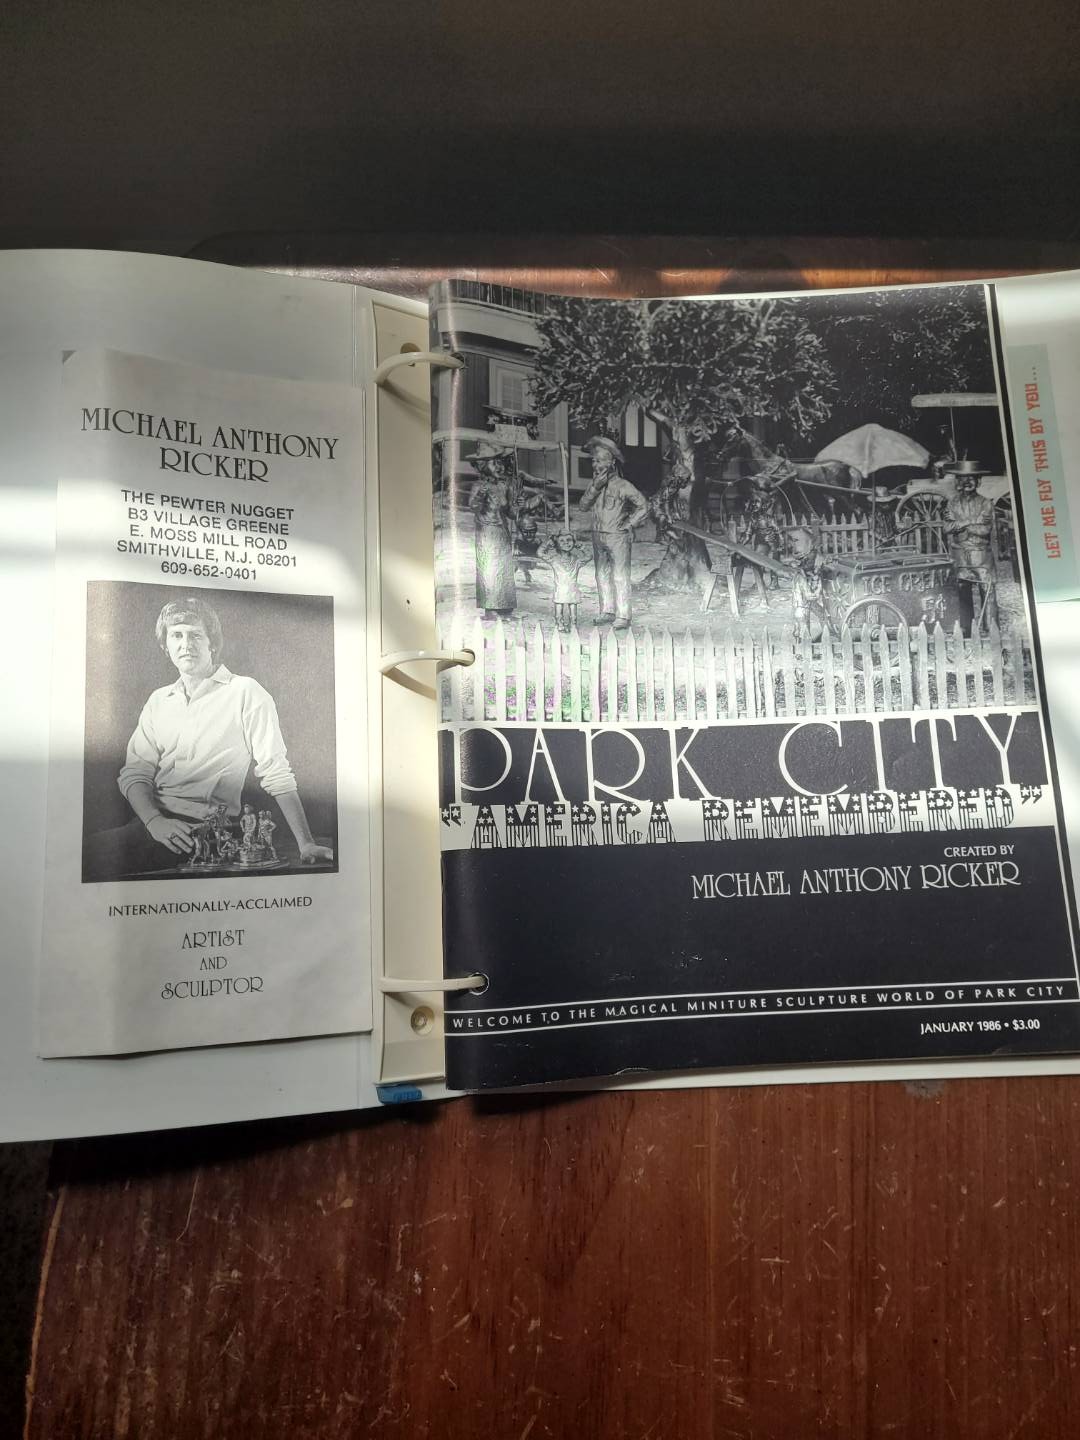 MICHAEL ANTHONY
RICKER
THE PEWTER NUGGET
B3 VILLAGE GREENE
E. MOSS MILL ROAD
SMITHVILLE, N.J. 08201
609-652-0401
INTERNATIONALLY-ACCLAIMED
ARTIST
AND
SCULPTOR
ICE CREAM
5¢
PARK CITY
"AMERICA REMEMBERED"
CREATED BY
MICHAEL ANTHONY RICKER
WELCOME TO THE MAGICAL MINITURE SCULPTURE WORLD OF PARK CITY
JANUARY 1986 • $3.00
LET ME FLY THIS BY YOU...